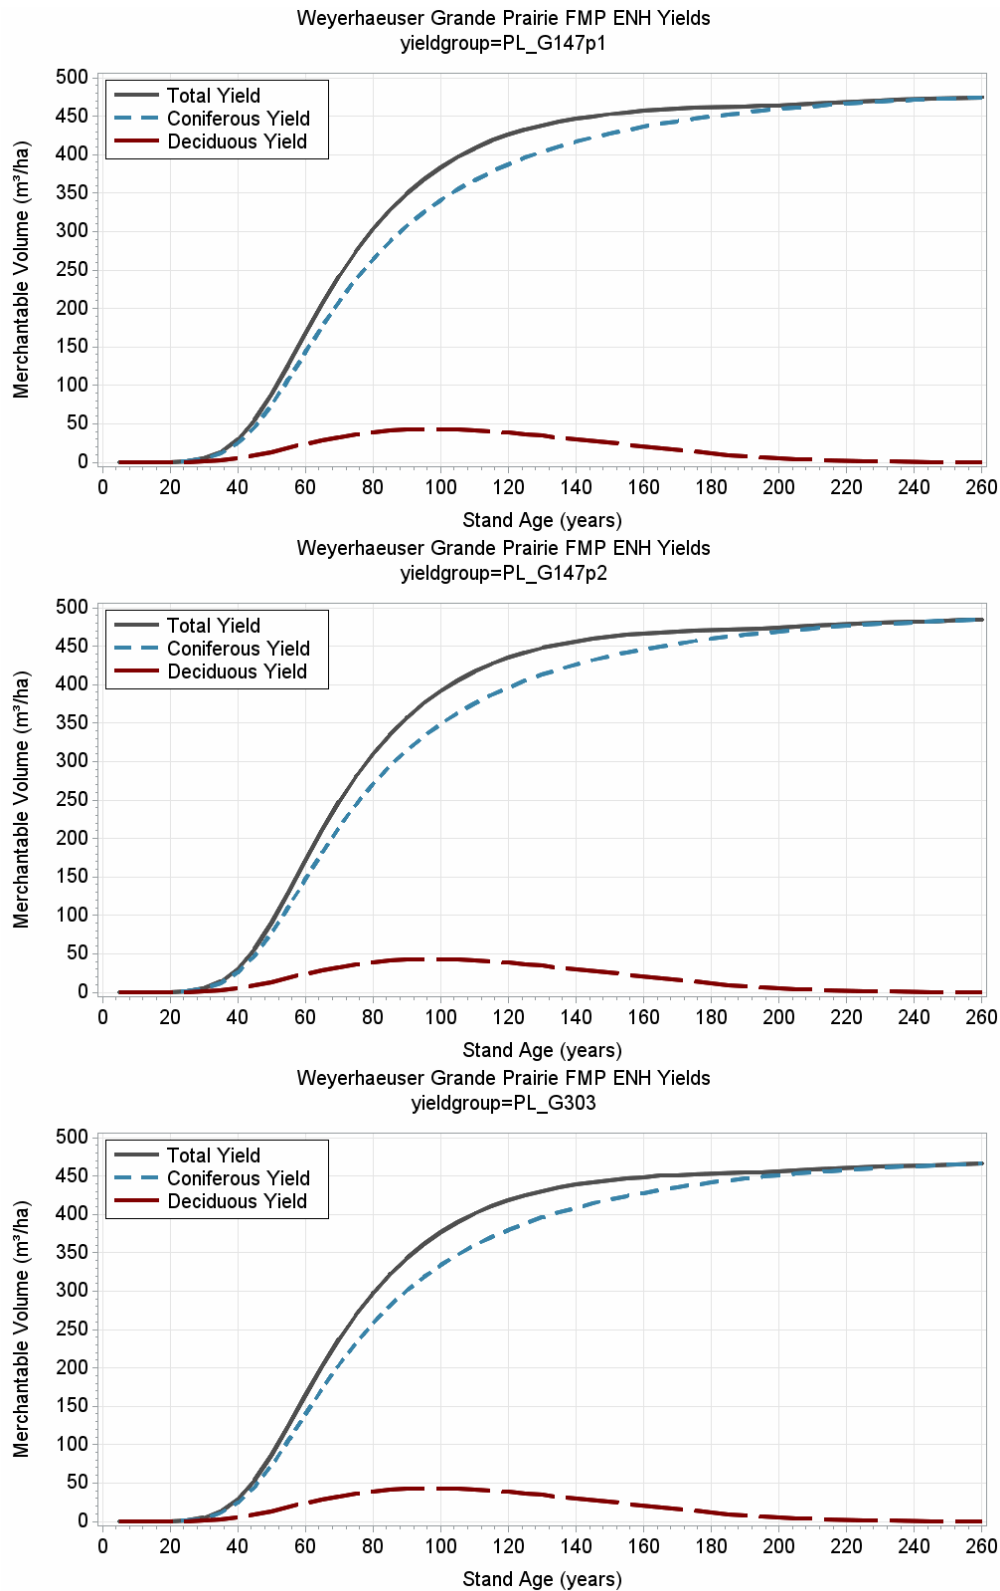 Weyerhaeuser Grande Prairie FMP ENH Yields
yieldgroup=PL_G147p1
500
450
400
350
300
250
200
150
100
50
0
Merchantable Volume (m³/ha)
Total Yield
Coniferous Yield
Deciduous Yield
0 20 40 60 80 100 120 140 160 180 200 220 240 260
Stand Age (years)
Weyerhaeuser Grande Prairie FMP ENH Yields
yieldgroup=PL_G147p2
500
450
400
350
300
250
200
150
100
50
0
Merchantable Volume (m³/ha)
Total Yield
Coniferous Yield
Deciduous Yield
0 20 40 60 80 100 120 140 160 180 200 220 240 260
Stand Age (years)
Weyerhaeuser Grande Prairie FMP ENH Yields
yieldgroup=PL_G303
500
450
400
350
300
250
200
150
100
50
0
Merchantable Volume (m³/ha)
Total Yield
Coniferous Yield
Deciduous Yield
0 20 40 60 80 100 120 140 160 180 200 220 240 260
Stand Age (years)